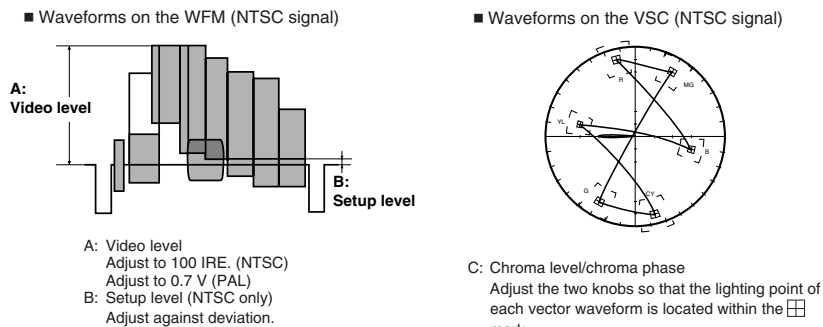 ■ Waveforms on the WFM (NTSC signal)
A:
Video level
B:
Setup level
A: Video level
Adjust to 100 IRE. (NTSC)
Adjust to 0.7 V (PAL)
B: Setup level (NTSC only)
Adjust against deviation.
■ Waveforms on the VSC (NTSC signal)
R
MG
YL
B
G
CY
C: Chroma level/chroma phase
Adjust the two knobs so that the lighting point of
each vector waveform is located within the